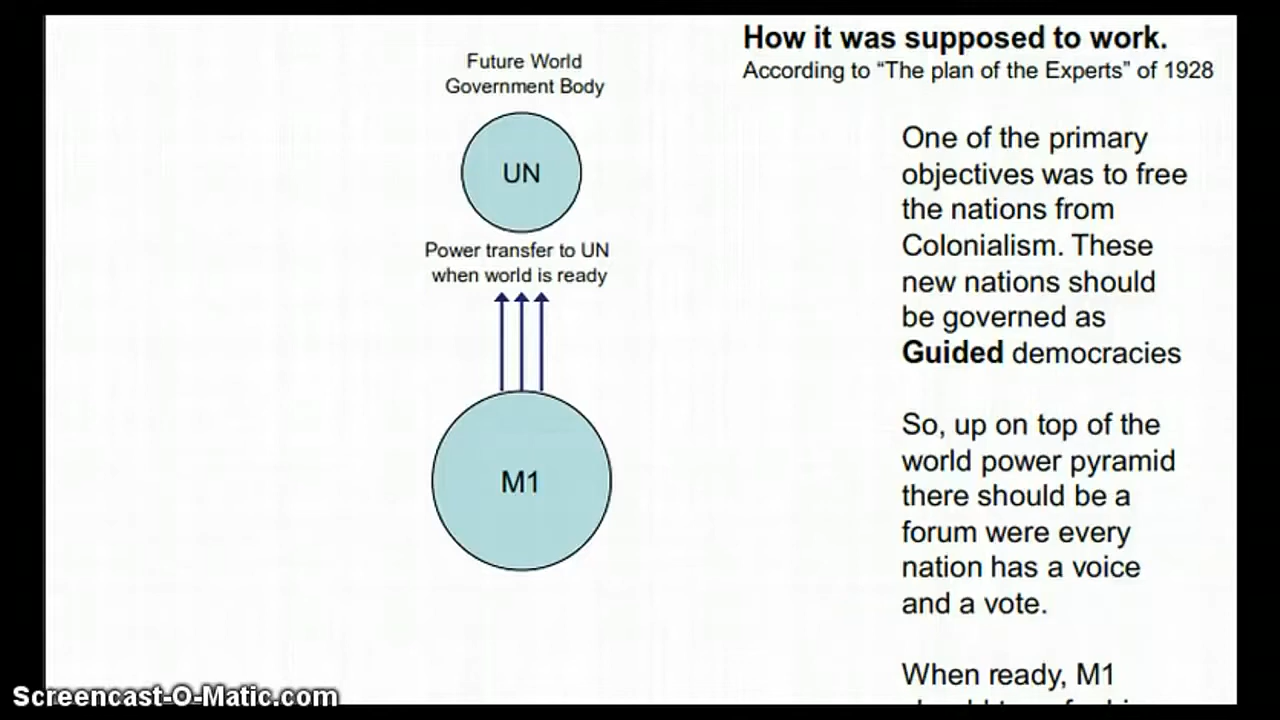 How it was supposed to work.
According to “The plan of the Experts” of 1928
Future World
Government Body
UN
Power transfer to UN
when world is ready
M1
One of the primary
objectives was to free
the nations from
Colonialism. These
new nations should
be governed as
Guided democracies
So, up on top of the
world power pyramid
there should be a
forum were every
nation has a voice
and a vote.
When ready, M1
Screencast-O-Matic.com